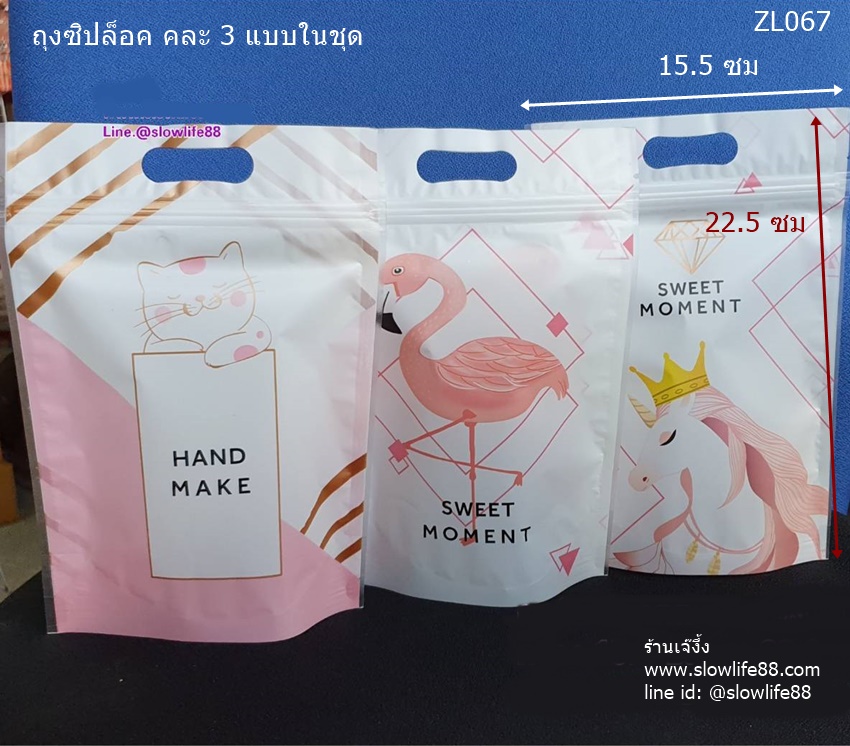 ZL067
ถุงซิปล็อค คละ 3 แบบในชุด
15.5 ซม
Line.@slowlife88
22.5 ซม
SWEET
MOMENT
HAND
MAKE
SWEET
MOMENT
ร้านเจ๊งิ้ง
www.slowlife88.com
line id: @slowlife88